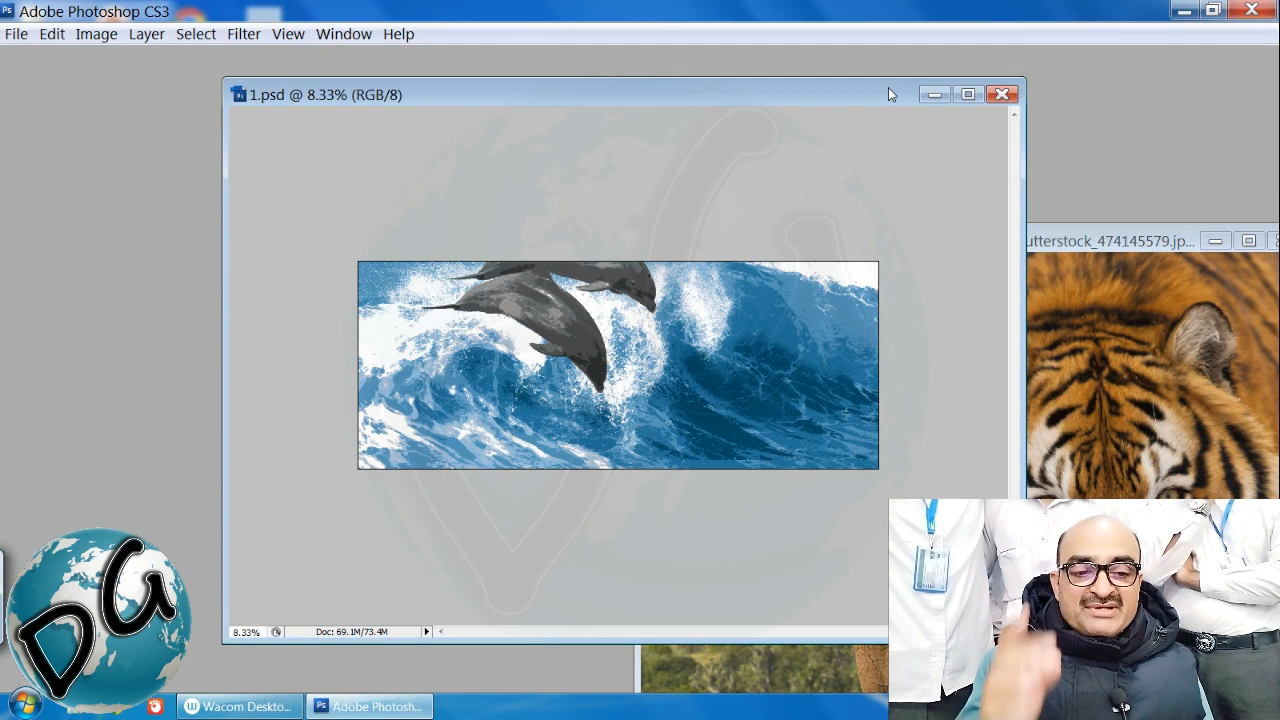 Adobe Photoshop CS3
File Edit Image Layer Select Filter View Window Help
1.psd @ 8.33% (RGB/8)
utterstock_474145579.jp...
8.33% Doc: 69.1M/73.4M
DG
Wacom Deskto... Adobe Photosh...